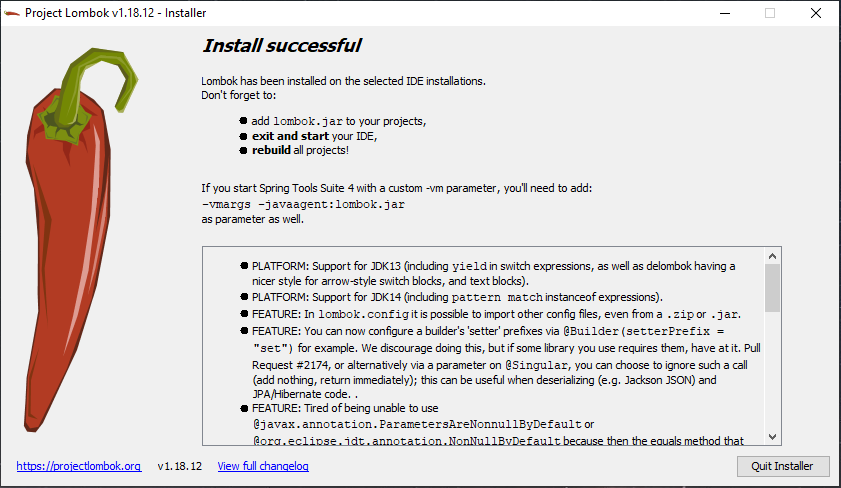 Project Lombok v1.18.12 - Installer
Install successful
Lombok has been installed on the selected IDE installations.
Don't forget to:
add lombok.jar to your projects,
exit and start your IDE,
rebuild all projects!
If you start Spring Tools Suite 4 with a custom -vm parameter, you'll need to add:
-vmargs -javaagent:lombok.jar
as parameter as well.
PLATFORM: Support for JDK13 (including yield in switch expressions, as well as delombok having a
nicer style for arrow-style switch blocks, and text blocks).
PLATFORM: Support for JDK14 (including pattern match instanceof expressions).
FEATURE: In lombok.config it is possible to import other config files, even from a .zip or .jar.
FEATURE: You can now configure a builder's 'setter' prefixes via @Builder(setterPrefix =
"set") for example. We discourage doing this, but if some library you use requires them, have at it. Pull
Request #2174, or alternatively via a parameter on @Singular, you can choose to ignore such a call
(add nothing, return immediately); this can be useful when deserializing (e.g. Jackson JSON) and
JPA/Hibernate code. .
FEATURE: Tired of being unable to use
@javax.annotation.ParametersAreNonnullByDefault or
@org.eclipse.jdt.annotation.NonNullByDefault because then the equals method that
https://projectlombok.org v1.18.12 View full changelog Quit Installer